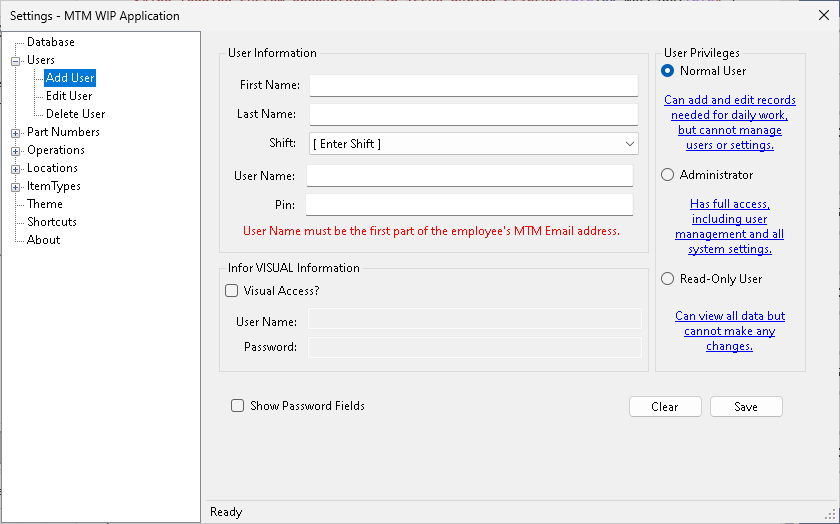 Settings - MTM WIP Application
Database
Users
Add User
Edit User
Delete User
Part Numbers
Operations
Locations
ItemTypes
Theme
Shortcuts
About
User Information
First Name:
Last Name:
Shift:
[ Enter Shift ]
User Name:
Pin:
User Name must be the first part of the employee's MTM Email address.
Infor VISUAL Information
Visual Access?
User Name:
Password:
Show Password Fields
Clear
Save
User Privileges
Normal User
Can add and edit records
needed for daily work,
but cannot manage
users or settings.
Administrator
Has full access,
including user
management and all
system settings.
Read-Only User
Can view all data but
cannot make any
changes.
Ready